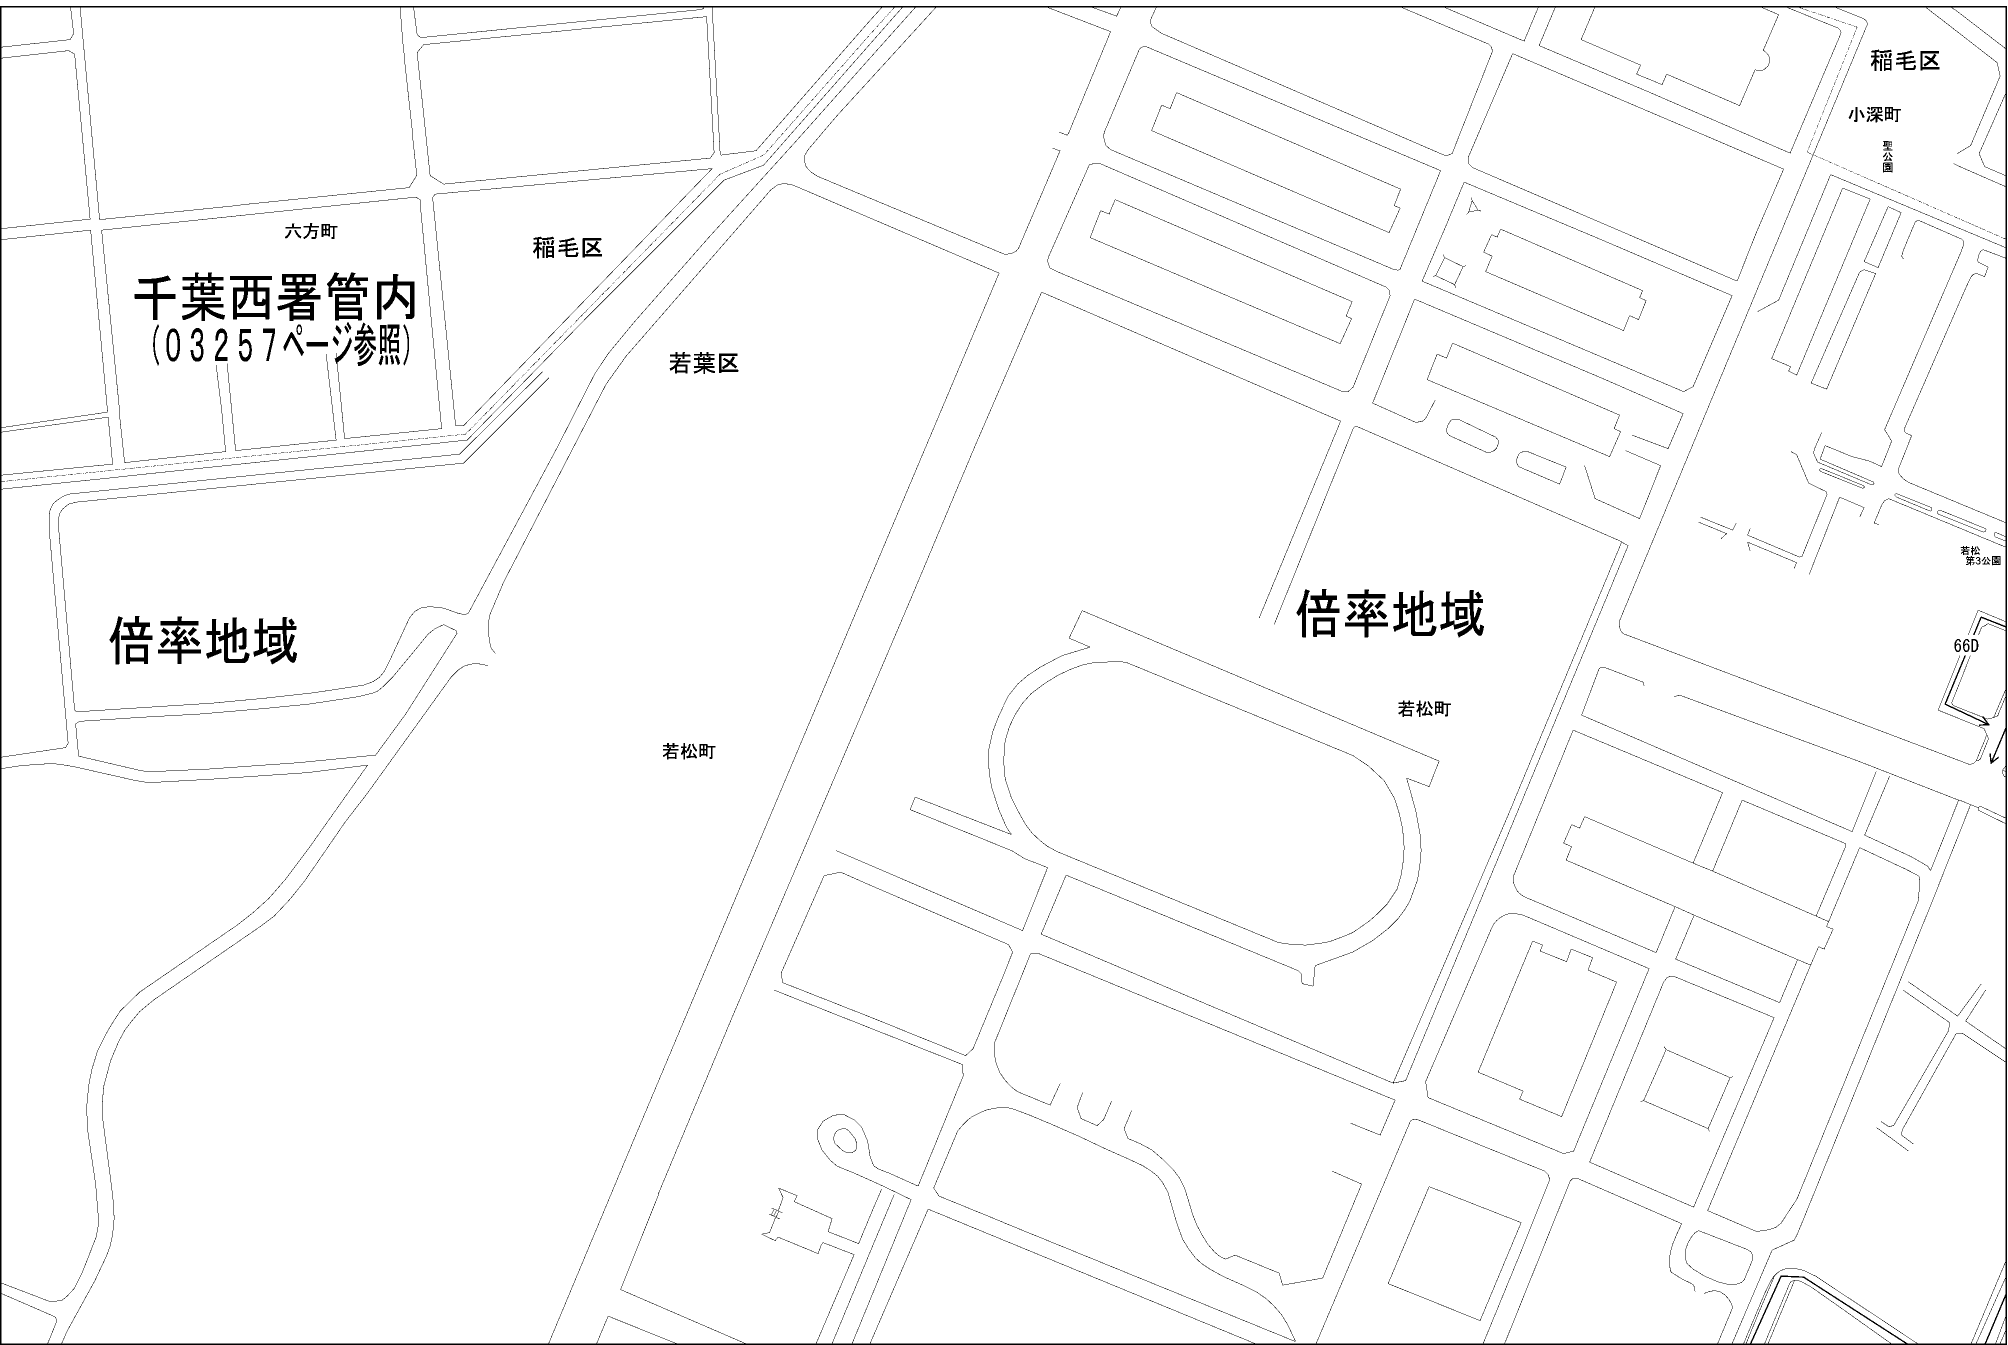 稲毛区
小深町
聖公園
六方町
稲毛区
千葉西署管内
(03257ページ参照)
若葉区
若松
第3公園
倍率地域
倍率地域
66D
若松町
若松町